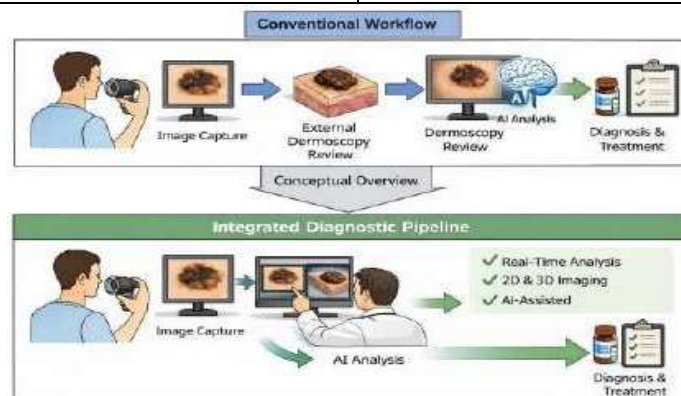 Conventional Workflow
Image Capture
External
Dermoscopy
Review
Dermoscopy
Review
AI
AI Analysis
Diagnosis &
Treatment
Conceptual Overview
Integrated Diagnostic Pipeline
Image Capture
AI Analysis
✓ Real-Time Analysis
✓ 2D & 3D Imaging
✓ AI-Assisted
Diagnosis &
Treatment